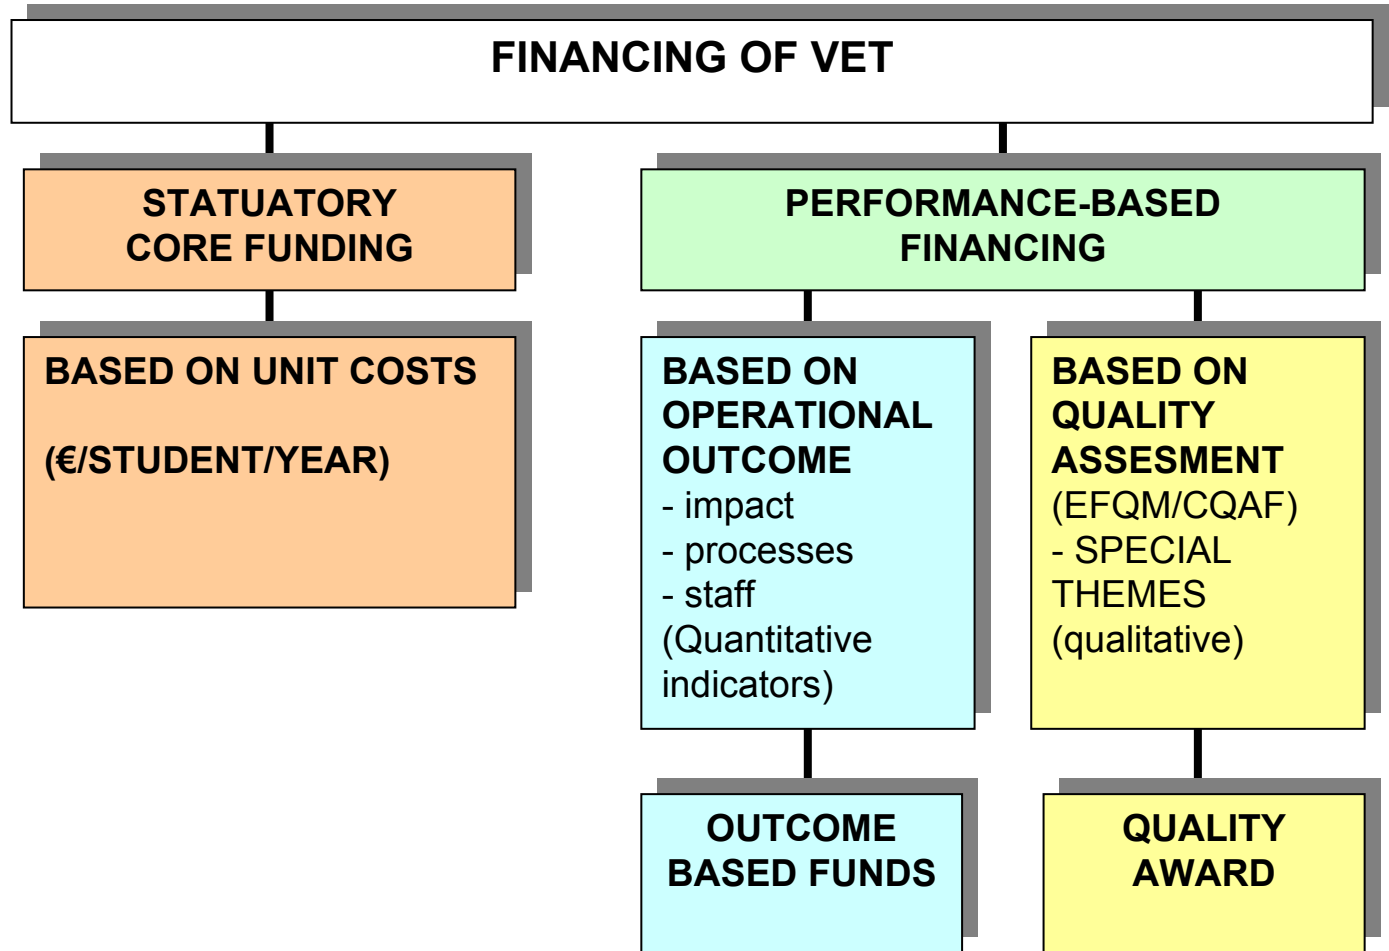 FINANCING OF VET
STATUATORY
CORE FUNDING
PERFORMANCE-BASED
FINANCING
BASED ON UNIT COSTS
(€/STUDENT/YEAR)
BASED ON
OPERATIONAL
OUTCOME
- impact
- processes
- staff
(Quantitative
indicators)
BASED ON
QUALITY
ASSESMENT
(EFQM/CQAF)
- SPECIAL
THEMES
(qualitative)
OUTCOME
BASED FUNDS
QUALITY
AWARD